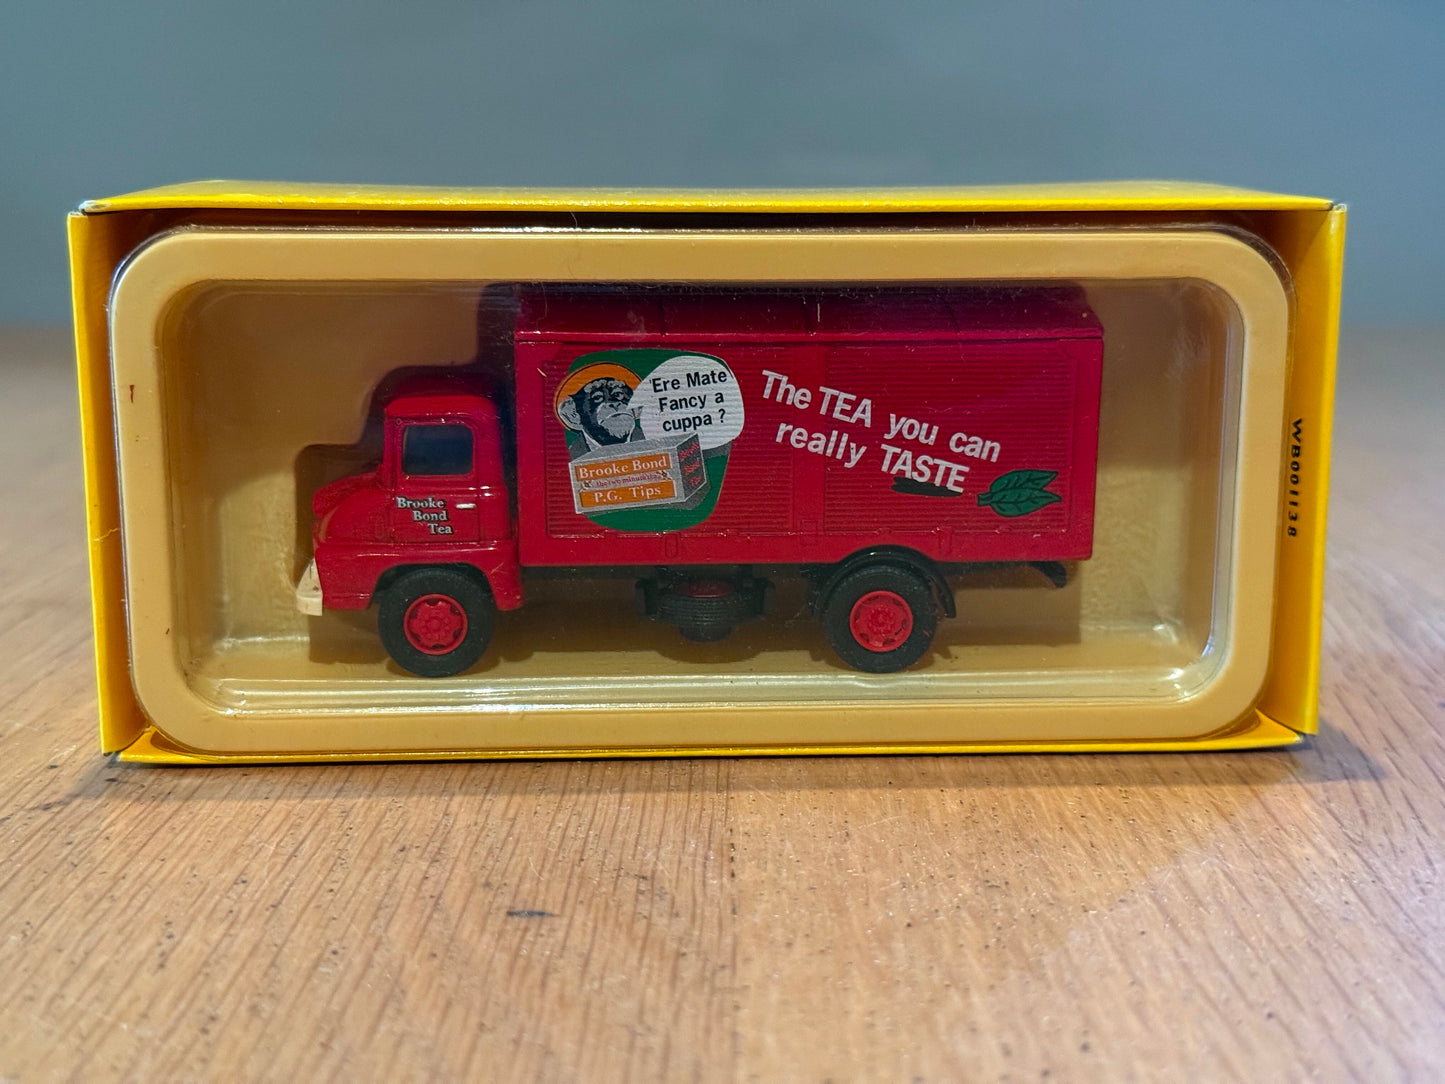 'Ere Mate
Fancy a
cuppa ?
Brooke Bond
P.G. Tips
The TEA you can
really TASTE
Brooke
Bond
Tea
WB001138